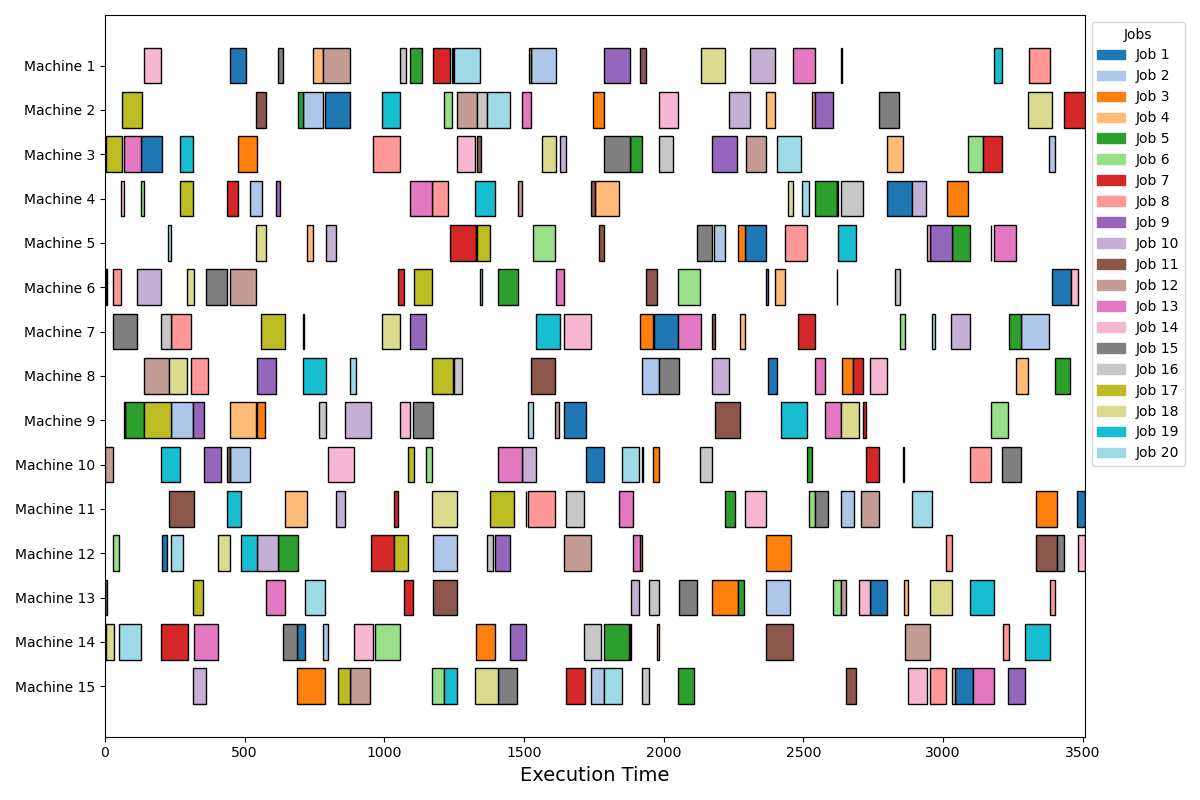 Machine 1
Machine 2
Machine 3
Machine 4
Machine 5
Machine 6
Machine 7
Machine 8
Machine 9
Machine 10
Machine 11
Machine 12
Machine 13
Machine 14
Machine 15
0 500 1000 1500 2000 2500 3000 3500
Execution Time
Jobs
Job 1
Job 2
Job 3
Job 4
Job 5
Job 6
Job 7
Job 8
Job 9
Job 10
Job 11
Job 12
Job 13
Job 14
Job 15
Job 16
Job 17
Job 18
Job 19
Job 20